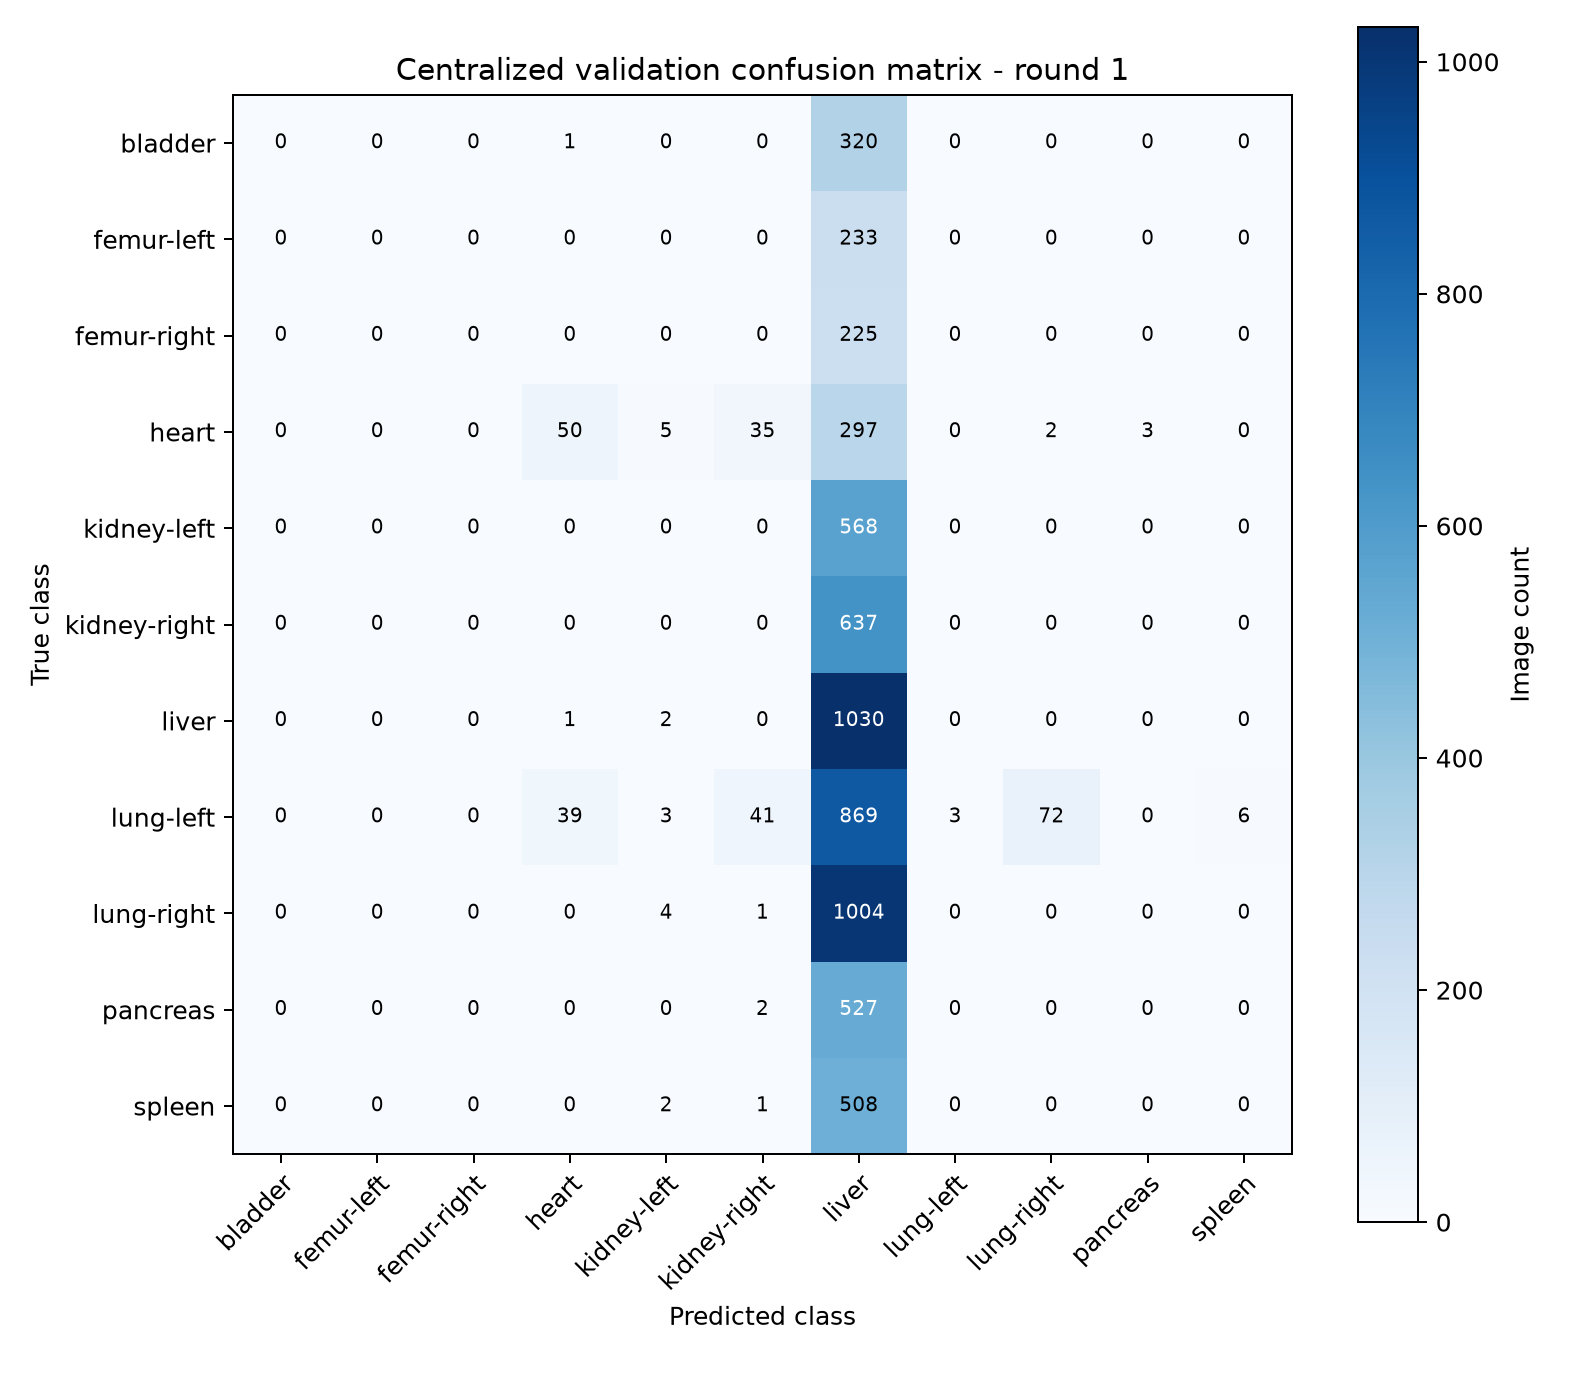 Centralized validation confusion matrix - round 1
bladder 0 0 0 1 0 0 320 0 0 0 0
femur-left 0 0 0 0 0 0 233 0 0 0 0
femur-right 0 0 0 0 0 0 225 0 0 0 0
heart 0 0 0 50 5 35 297 0 2 3 0
kidney-left 0 0 0 0 0 0 568 0 0 0 0
kidney-right 0 0 0 0 0 0 637 0 0 0 0
liver 0 0 0 1 2 0 1030 0 0 0 0
lung-left 0 0 0 39 3 41 869 3 72 0 6
lung-right 0 0 0 0 4 1 1004 0 0 0 0
pancreas 0 0 0 0 0 2 527 0 0 0 0
spleen 0 0 0 0 2 1 508 0 0 0 0
True class
bladder femur-left femur-right heart kidney-left kidney-right liver lung-left lung-right pancreas spleen
Predicted class
1000
800
600
400
200
0
Image count